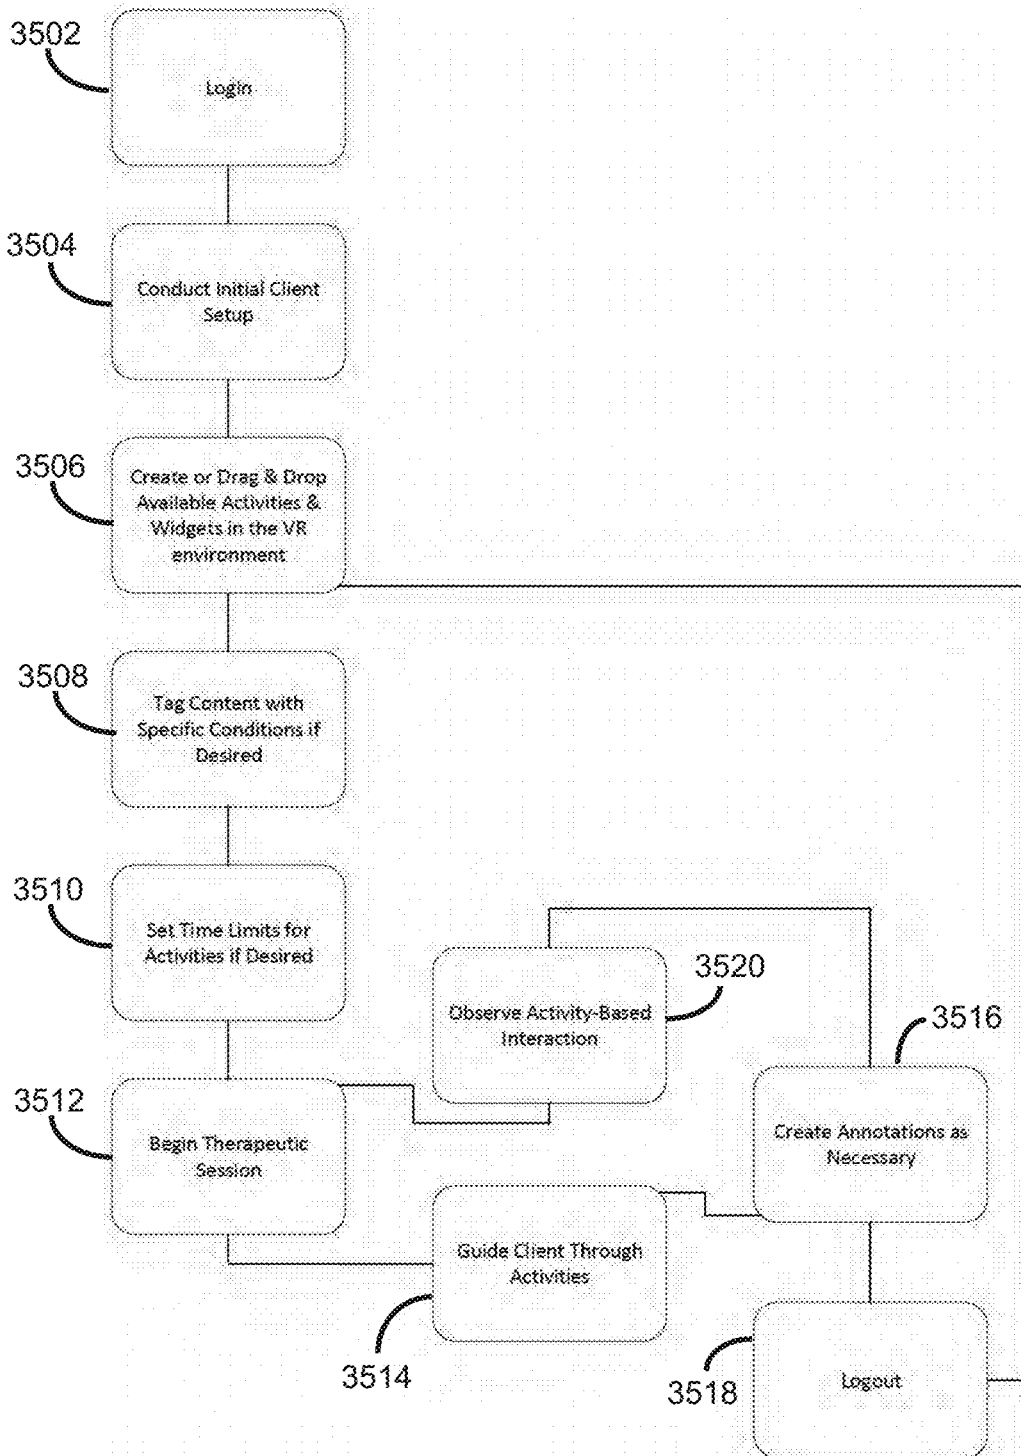 3502
Login
3504
Conduct Initial Client
Setup
3506
Create or Drag & Drop
Available Activities &
Widgets in the VR
environment
3508
Tag Content with
Specific Conditions if
Desired
3510
Set Time Limits for
Activities if Desired
3520
Observe Activity-Based
Interaction
3516
Create Annotations as
Necessary
3512
Begin Therapeutic
Session
Guide Client Through
Activities
3514
3518
Logout